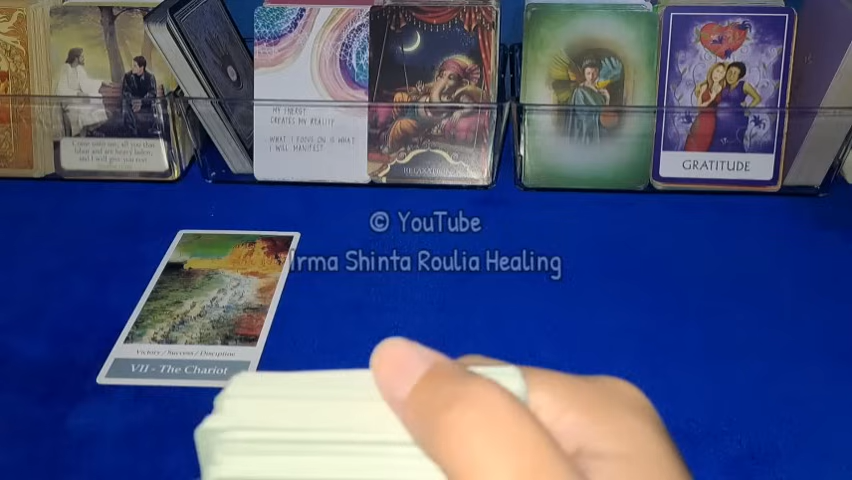 Come unto me, all you that
labor and are heavy laden,
and I will give you rest.
MY ENERGY
CREATES MY REALITY.
WHAT I FOCUS ON IS WHAT
I WILL MANIFEST
GRATITUDE
© YouTube
Irma Shinta Roulia Healing
Victory / Success / Discipline
VII - The Chariot